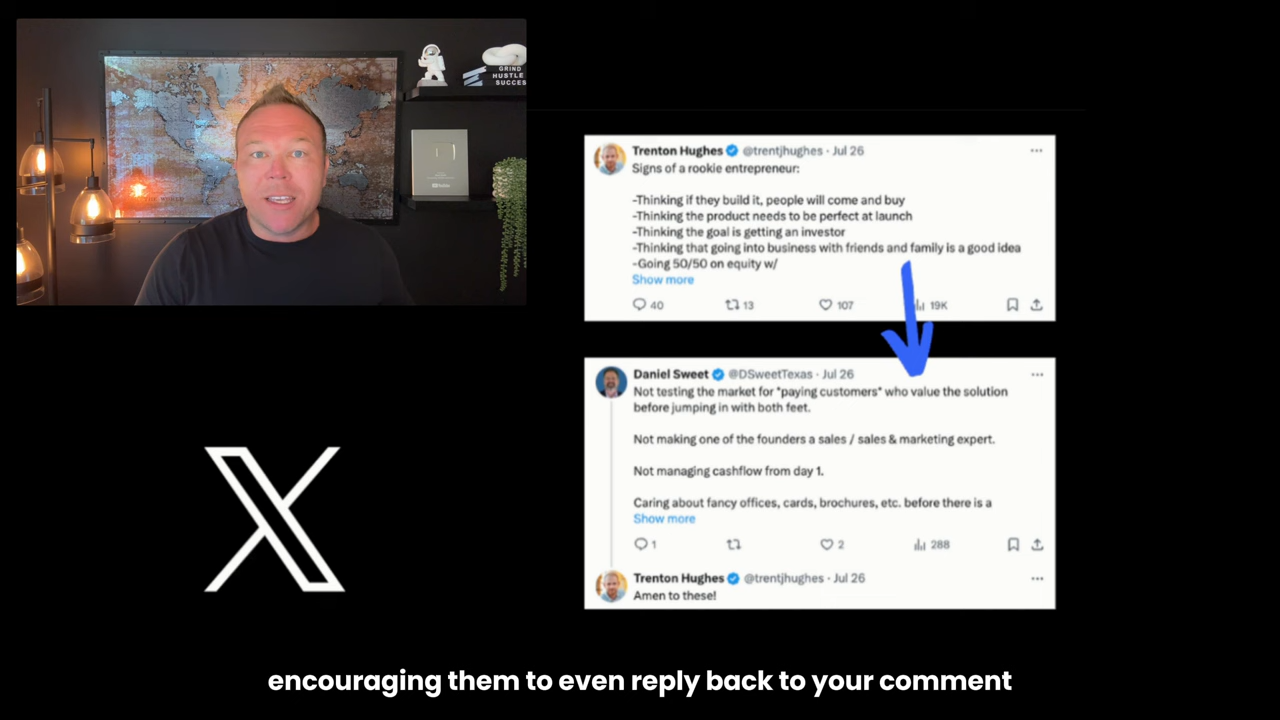 GRIND
HUSTLE
SUCCES
YouTube
Trenton Hughes @trentjhughes · Jul 26
Signs of a rookie entrepreneur:
-Thinking if they build it, people will come and buy
-Thinking the product needs to be perfect at launch
-Thinking the goal is getting an investor
-Thinking that going into business with friends and family is a good idea
-Going 50/50 on equity w/
Show more
40 13 107 19K
Daniel Sweet @DSweetTexas · Jul 26
Not testing the market for "paying customers" who value the solution
before jumping in with both feet.
Not making one of the founders a sales / sales & marketing expert.
Not managing cashflow from day 1.
Caring about fancy offices, cards, brochures, etc. before there is a
Show more
1 2 288
Trenton Hughes @trentjhughes · Jul 26
Amen to these!
X
encouraging them to even reply back to your comment